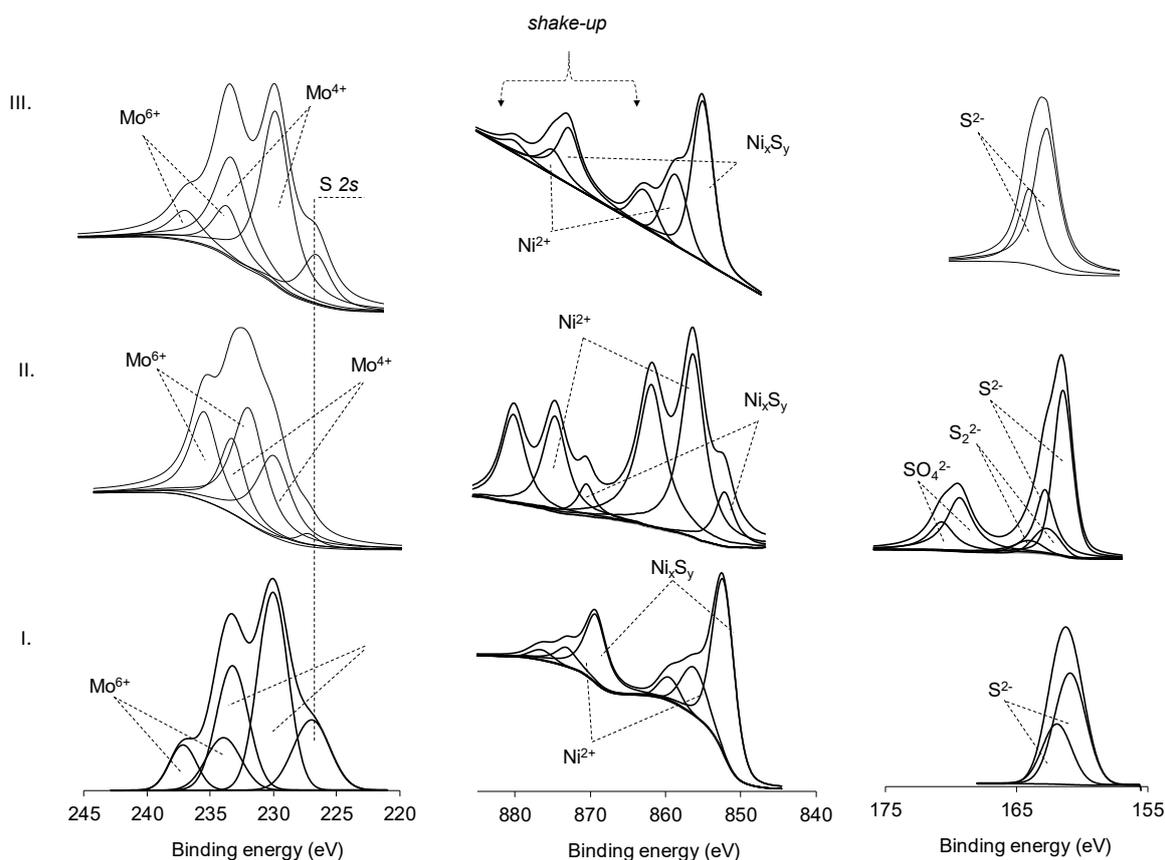 shake-up
III.
Mo6+
Mo4+
S 2s
NixSy
Ni2+
S2-
II.
Mo6+
Mo4+
Ni2+
NixSy
S2-
S22-
SO42-
I.
Mo6+
NixSy
Ni2+
S2-
245 240 235 230 225 220
880 870 860 850 840
175 165 155
Binding energy (eV)
Binding energy (eV)
Binding energy (eV)